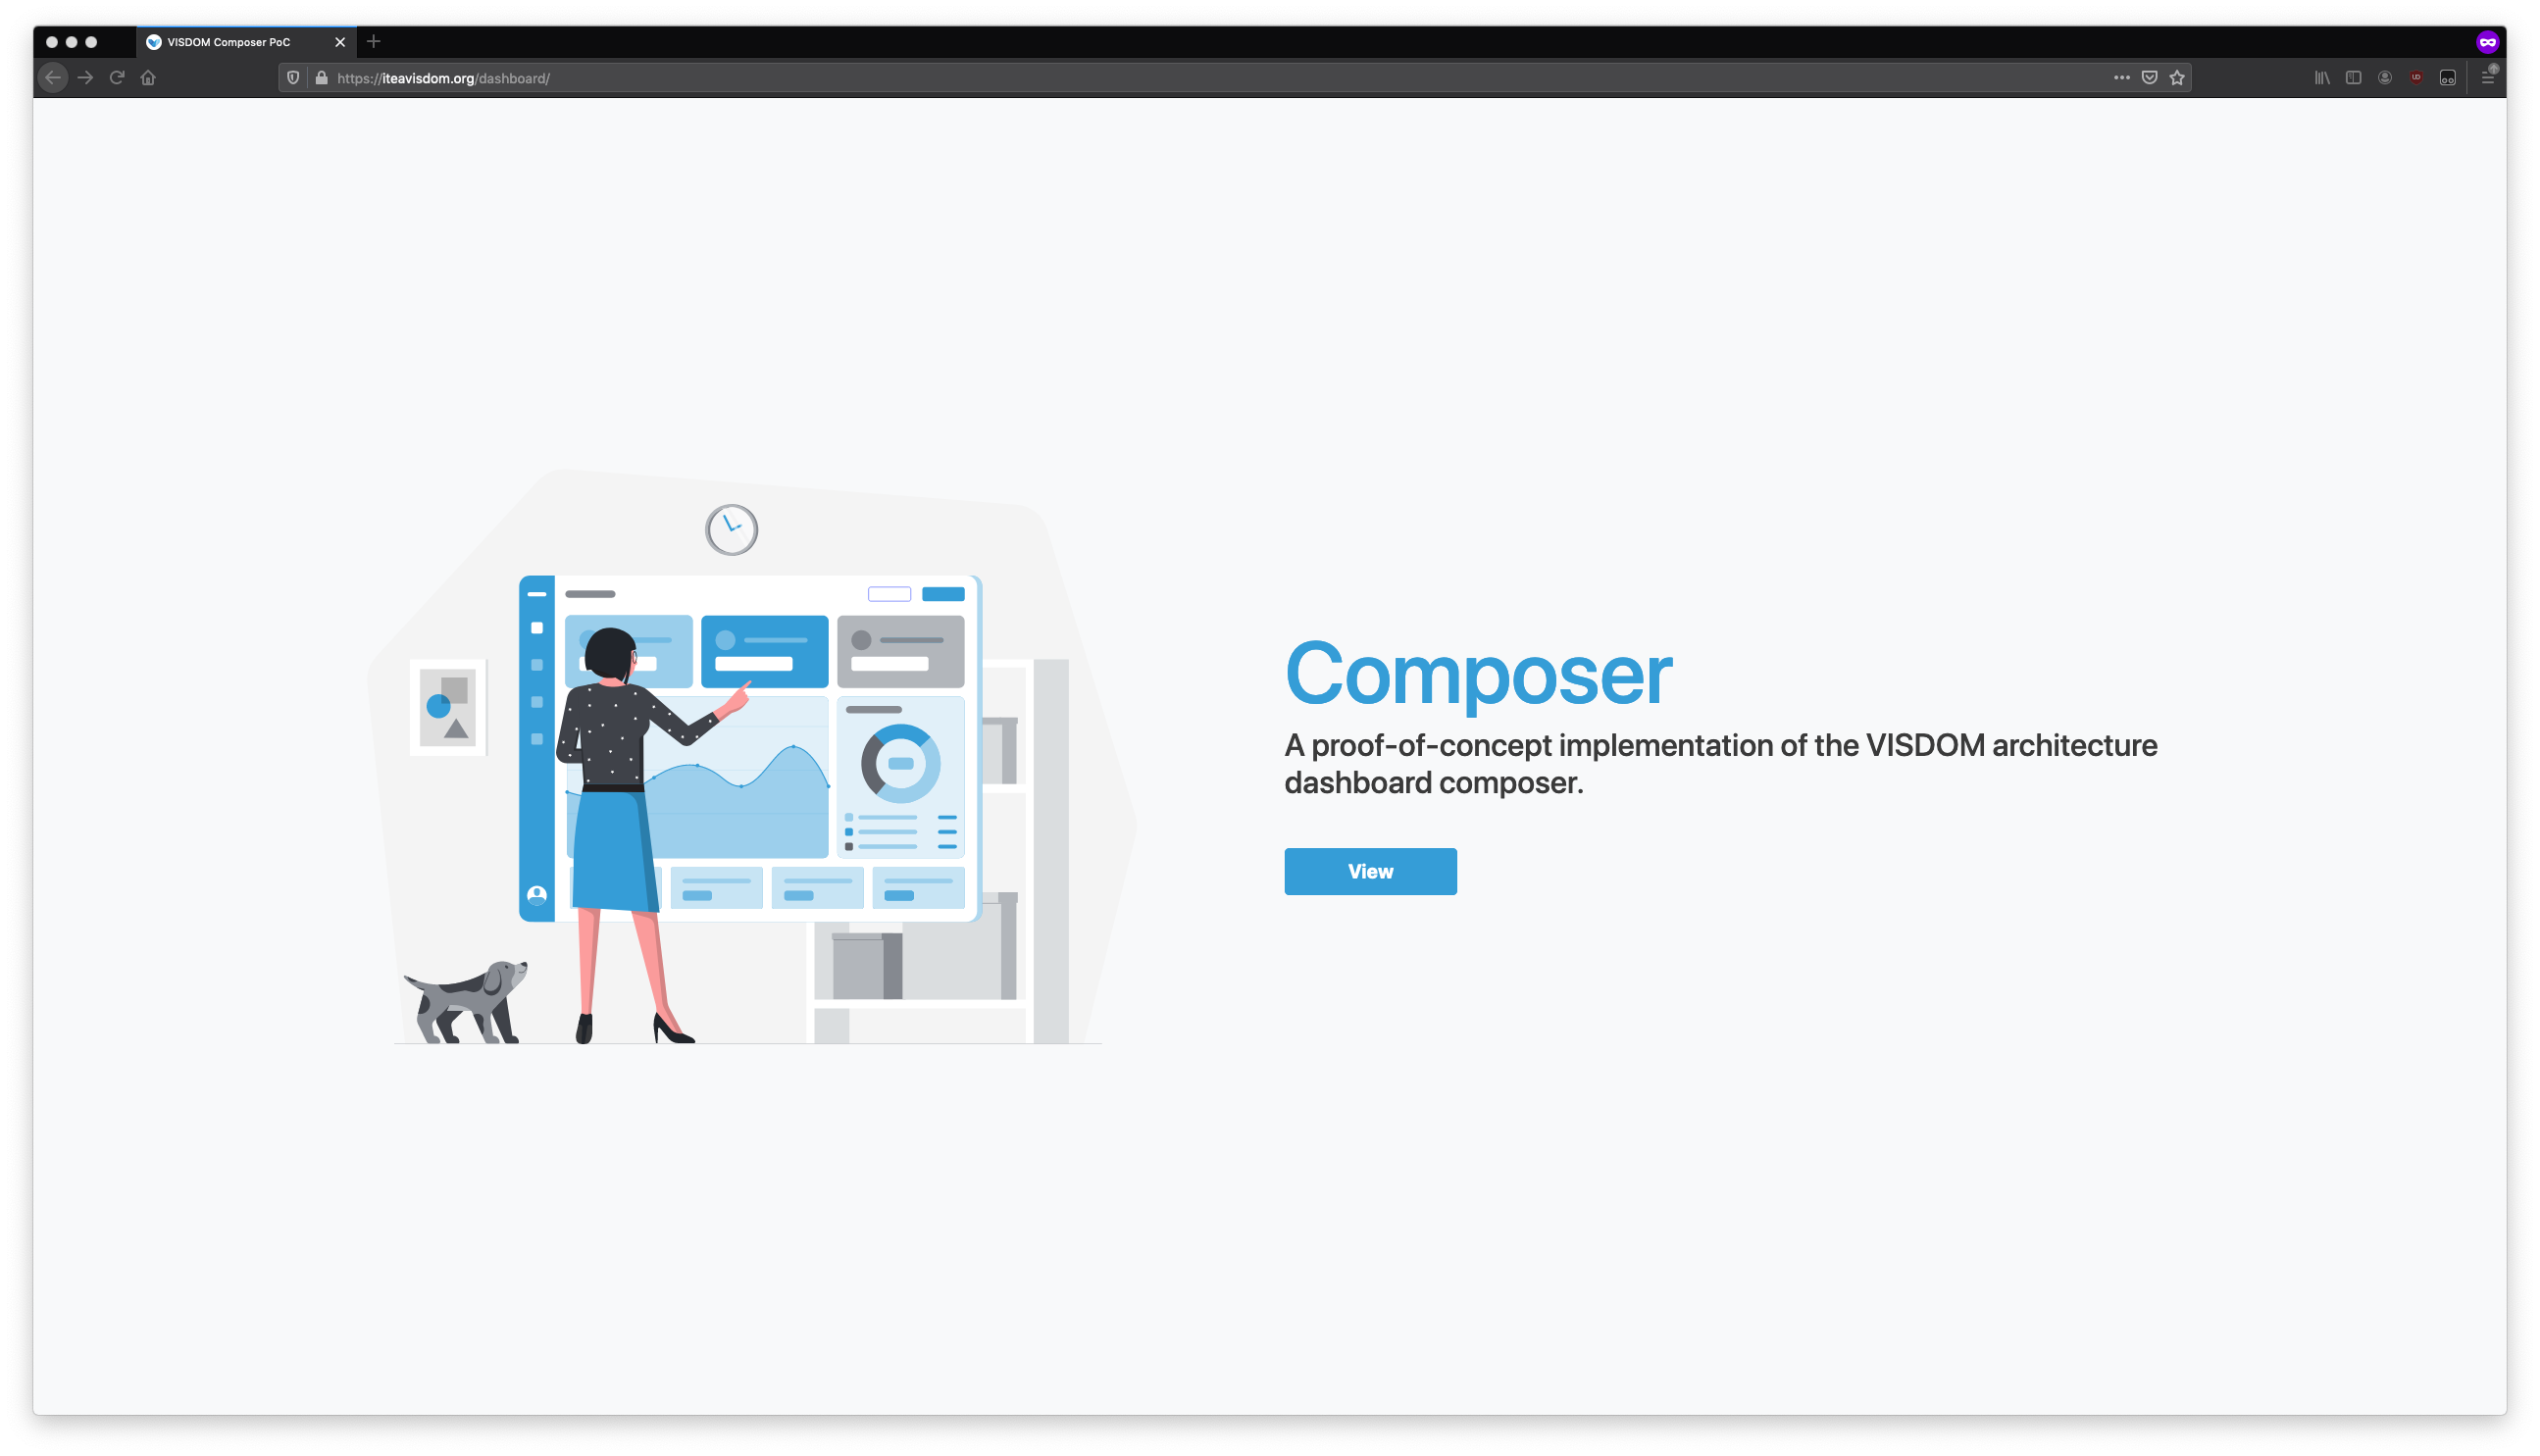 VISDOM Composer PoC
https://iteavisdom.org/dashboard/
Composer
A proof-of-concept implementation of the VISDOM architecture
dashboard composer.
View